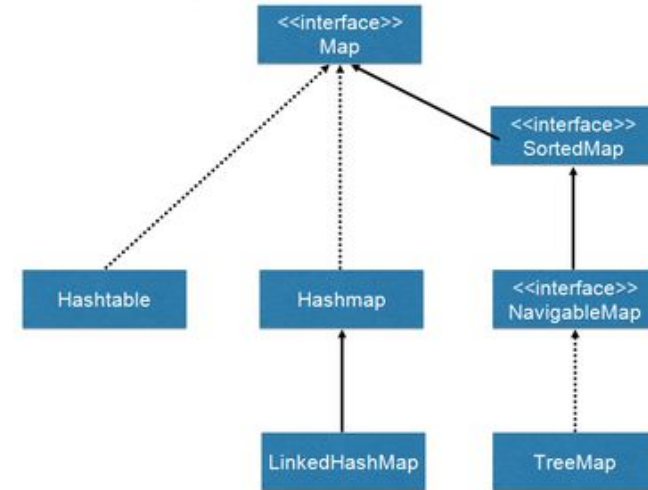 <<interface>>
Map
<<interface>>
SortedMap
Hashtable
Hashmap
<<interface>>
NavigableMap
LinkedHashMap
TreeMap